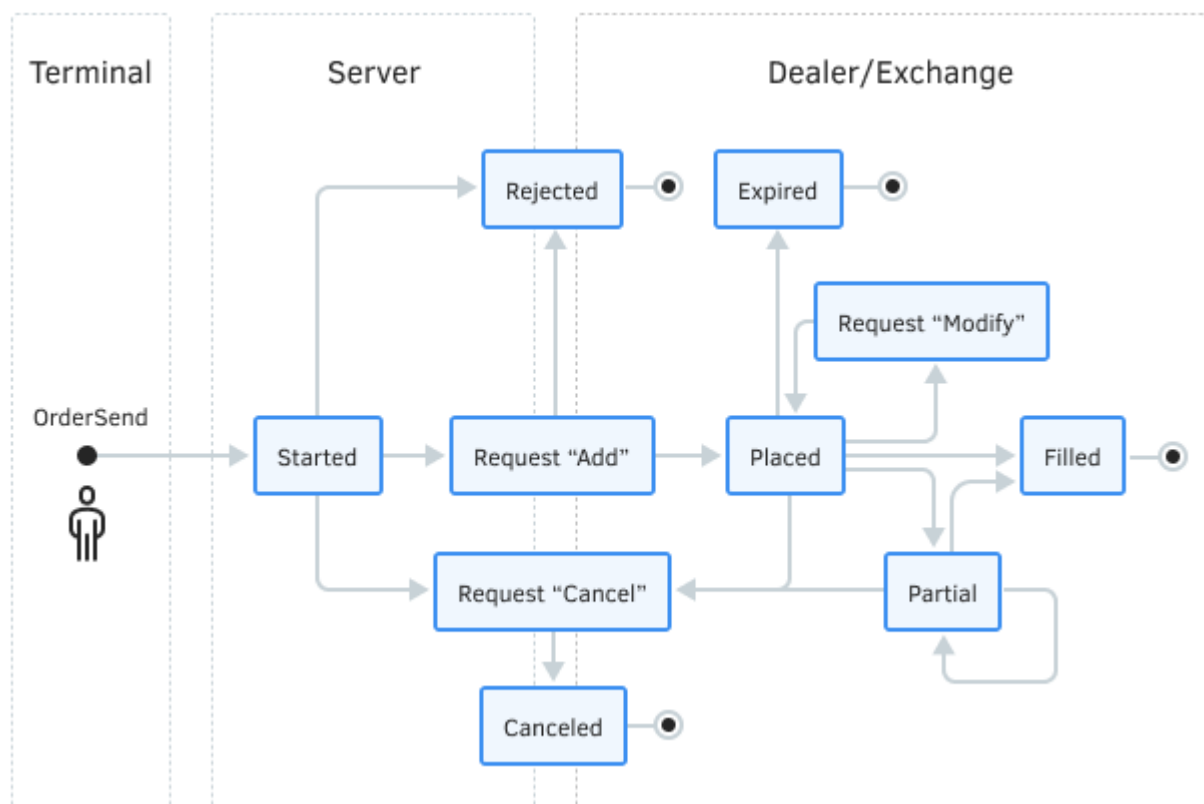 Terminal
Server
Dealer/Exchange
Rejected
Expired
Request “Modify”
OrderSend
Started
Request “Add”
Placed
Filled
Request “Cancel”
Partial
Canceled